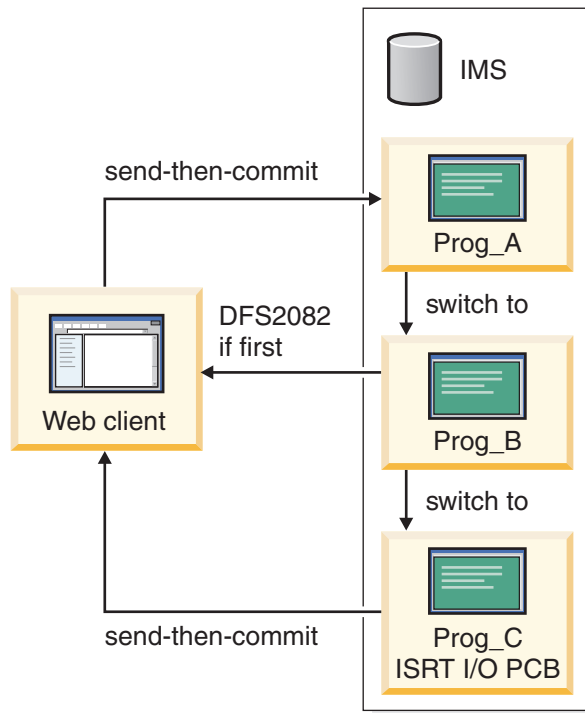 IMS
send-then-commit
Prog_A
switch to
DFS2082
if first
Web client
Prog_B
switch to
send-then-commit
Prog_C
ISRT I/O PCB